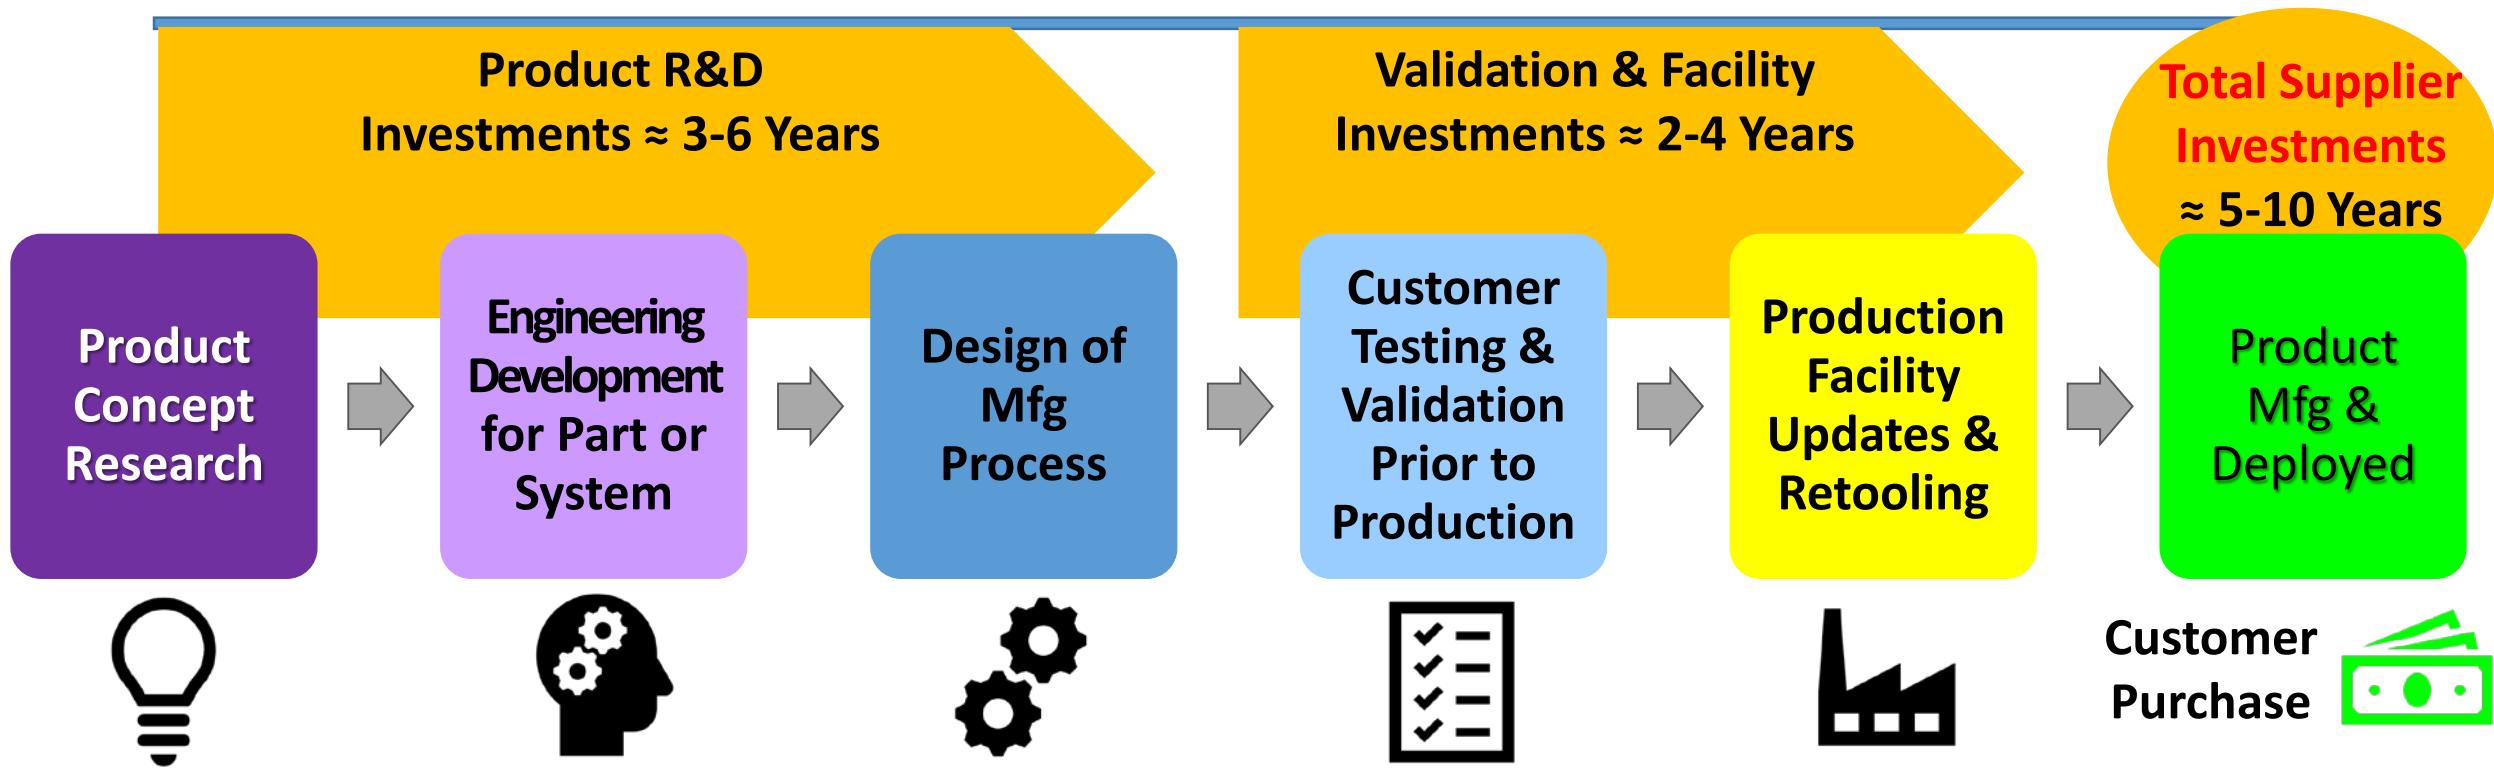 Product R&D
Investments ≈ 3-6 Years
Validation & Facility
Investments ≈ 2-4 Years
Total Supplier
Investments
≈ 5-10 Years
Product
Concept
Research
Engineering
Development
for Part or
System
Design of
Mfg
Process
Customer
Testing &
Validation
Prior to
Production
Production
Facility
Updates &
Retooling
Product
Mfg &
Deployed
Customer
Purchase